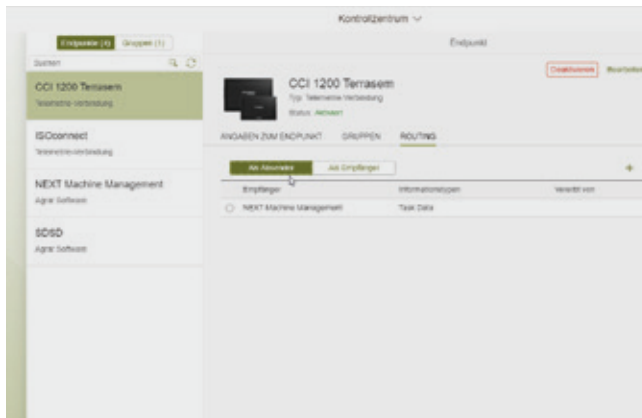 Kontrollzentrum
Endpunkte (4) Gruppen (1)
Endpunkt
Suchen
Deaktivieren Bearbeiten
CCI 1200 Terrasem
Telemetrie-Verbindung
CCI 1200 Terrasem
Typ: Telemetrie-Verbindung
Status: Aktiviert
ISOconnect
Telemetrie-Verbindung
ANGABEN ZUM ENDPUNKT GRUPPEN ROUTING
Als Absender Als Empfänger
NEXT Machine Management
Agrar Software
Empfänger Informationstypen Vererbt von
NEXT Machine Management Task Data
SDSD
Agrar Software